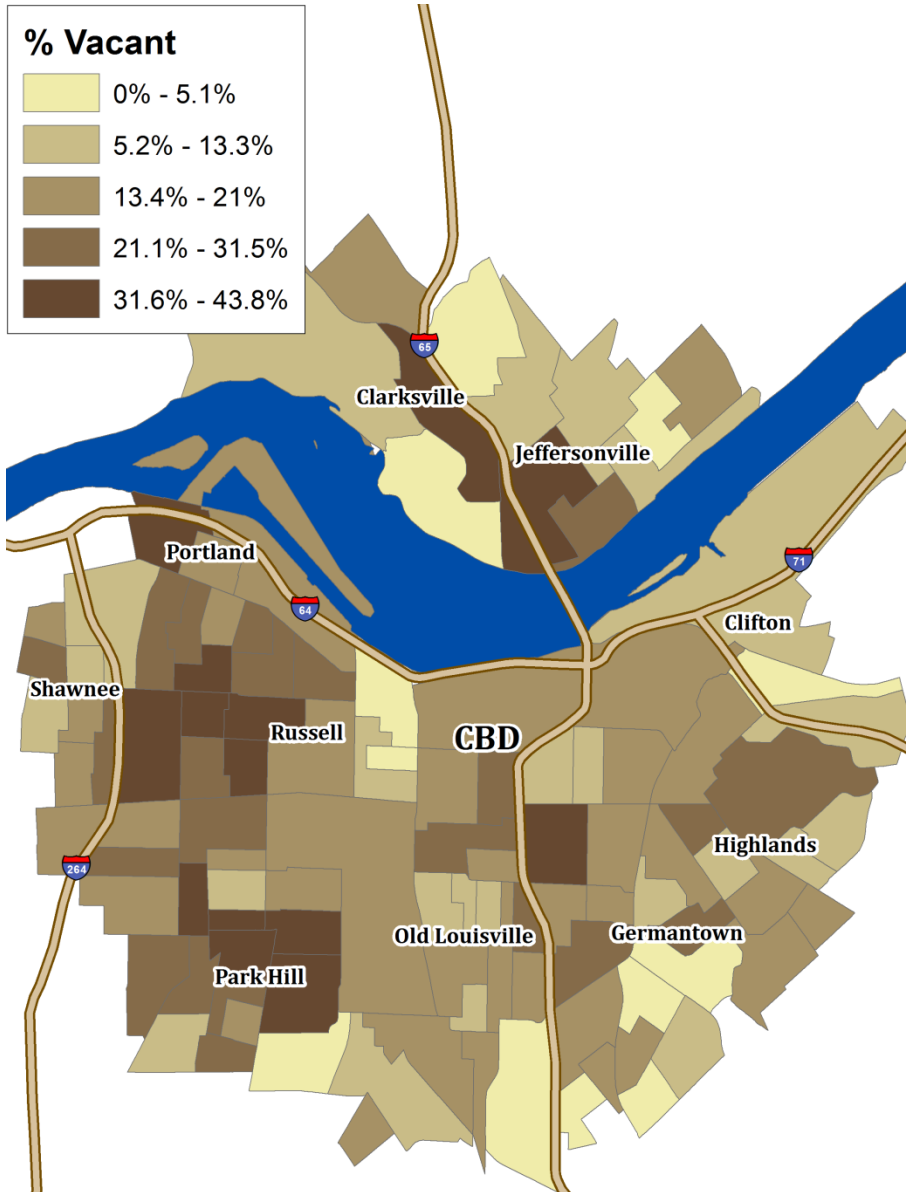 % Vacant
0% - 5.1%
5.2% - 13.3%
13.4% - 21%
21.1% - 31.5%
31.6% - 43.8%
65
Clarksville
Jeffersonville
Portland
71
64
Clifton
Shawnee
Russell
CBD
Highlands
264
Old Louisville
Germantown
Park Hill